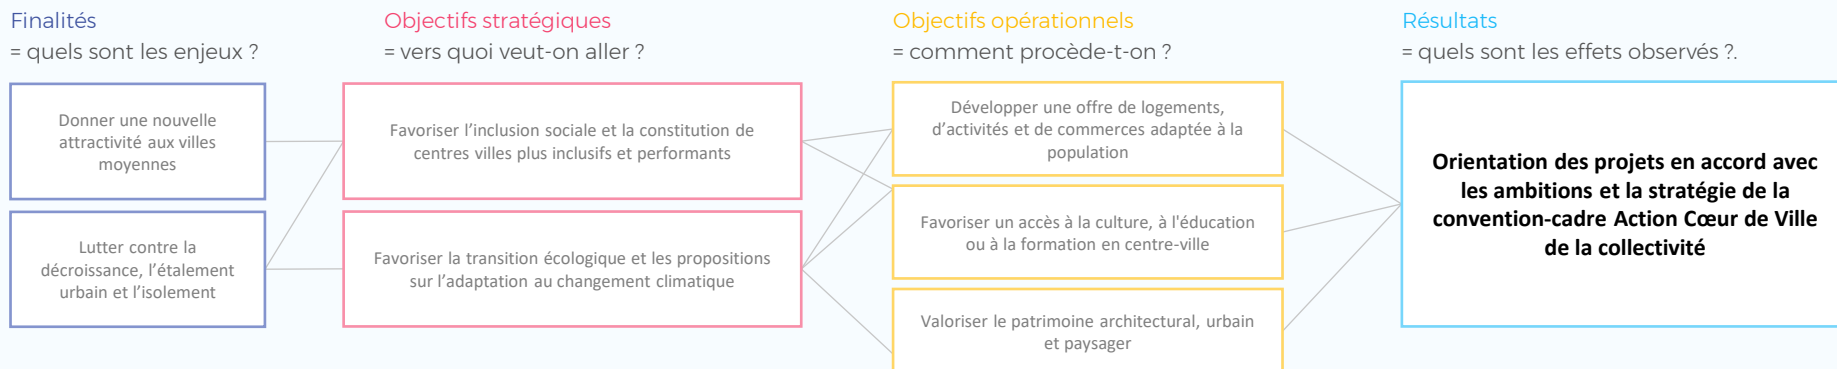 Finalités
= quels sont les enjeux ?
Donner une nouvelle
attractivité aux villes
moyennes
Lutter contre la
décroissance, l’étalement
urbain et l’isolement
Objectifs stratégiques
= vers quoi veut-on aller ?
Favoriser l’inclusion sociale et la constitution de
centres villes plus inclusifs et performants
Favoriser la transition écologique et les propositions
sur l’adaptation au changement climatique
Objectifs opérationnels
= comment procède-t-on ?
Développer une offre de logements,
d’activités et de commerces adaptée à la
population
Favoriser un accès à la culture, à l'éducation
ou à la formation en centre-ville
Valoriser le patrimoine architectural, urbain
et paysager
Résultats
= quels sont les effets observés ?.
Orientation des projets en accord avec
les ambitions et la stratégie de la
convention-cadre Action Cœur de Ville
de la collectivité